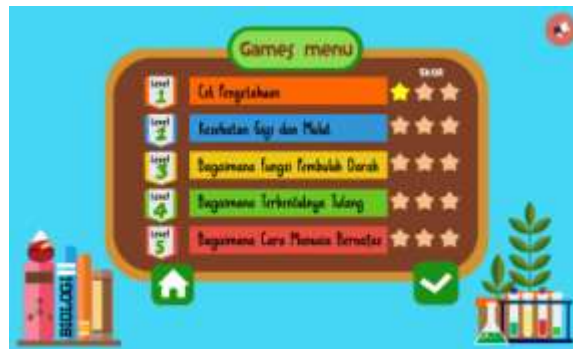 Games menu
Skor
Level 1 Cek Pengetahuan
Level 2 Kesehatan Gigi dan Mulut
Level 3 Bagaimana Fungsi Pembuluh Darah
Level 4 Bagaimana Terbentuknya Tulang
Level 5 Bagaimana Cara Manusia Bernafas
BIOLOGI